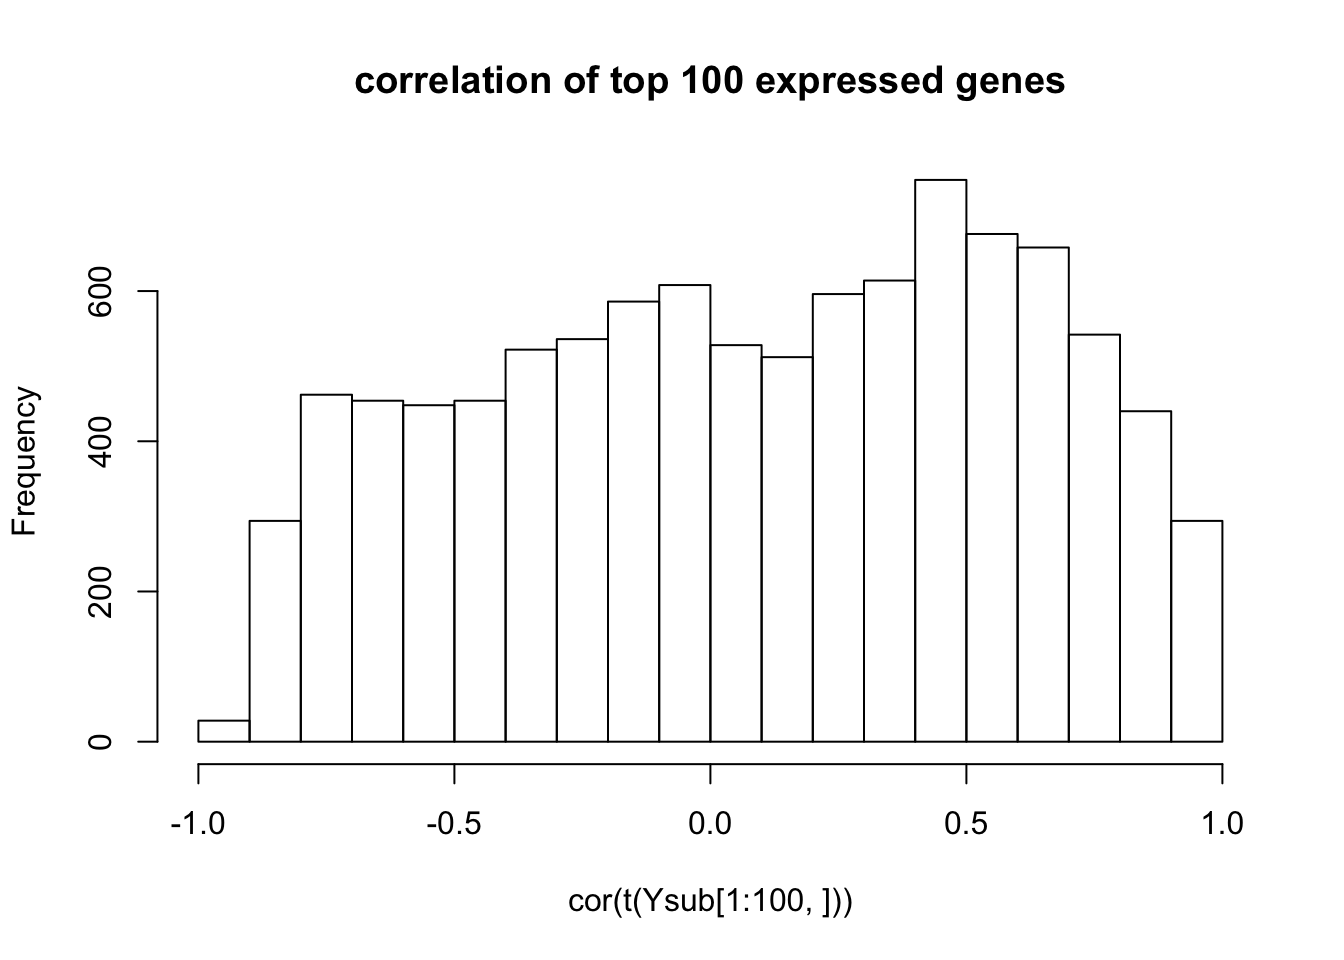 correlation of top 100 expressed genes
Frequency
600
400
200
0
-1.0 -0.5 0.0 0.5 1.0
cor(t(Ysub[1:100, ]))